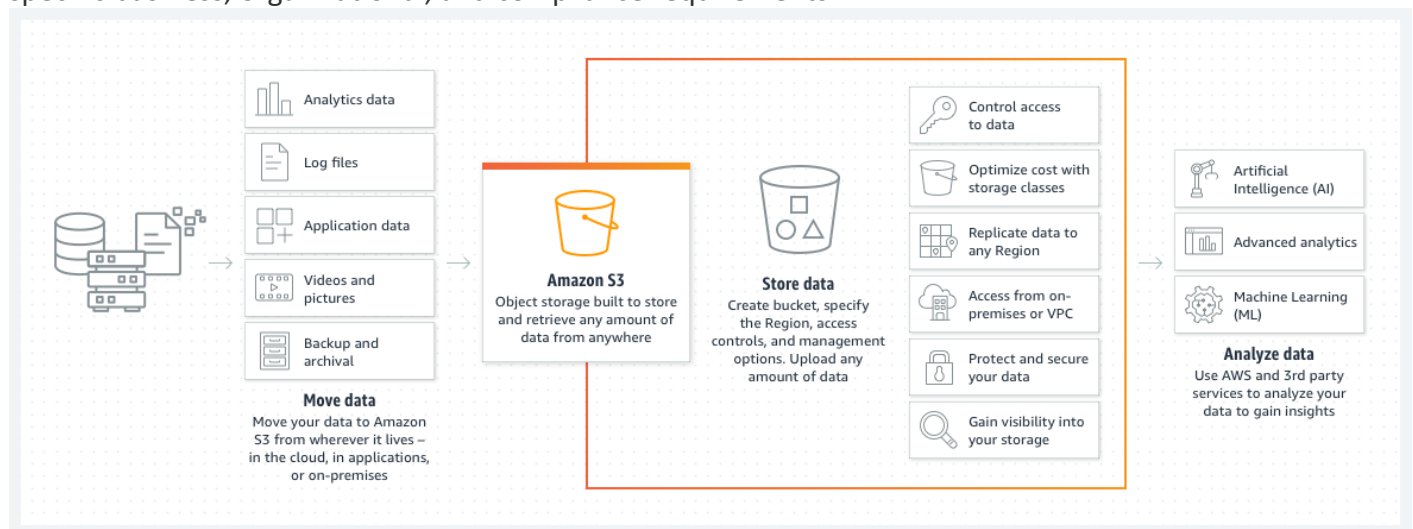 specific business, organizational, and compliance requirements.
Analytics data
Log files
Application data
Videos and
pictures
Backup and
archival
Move data
Move your data to Amazon
S3 from wherever it lives –
in the cloud, in applications,
or on-premises
Amazon S3
Object storage built to store
and retrieve any amount of
data from anywhere
Store data
Create bucket, specify
the Region, access
controls, and management
options. Upload any
amount of data
Control access
to data
Optimize cost with
storage classes
Replicate data to
any Region
Access from on-
premises or VPC
Protect and secure
your data
Gain visibility into
your storage
Artificial
Intelligence (AI)
Advanced analytics
Machine Learning
(ML)
Analyze data
Use AWS and 3rd party
services to analyze your
data to gain insights